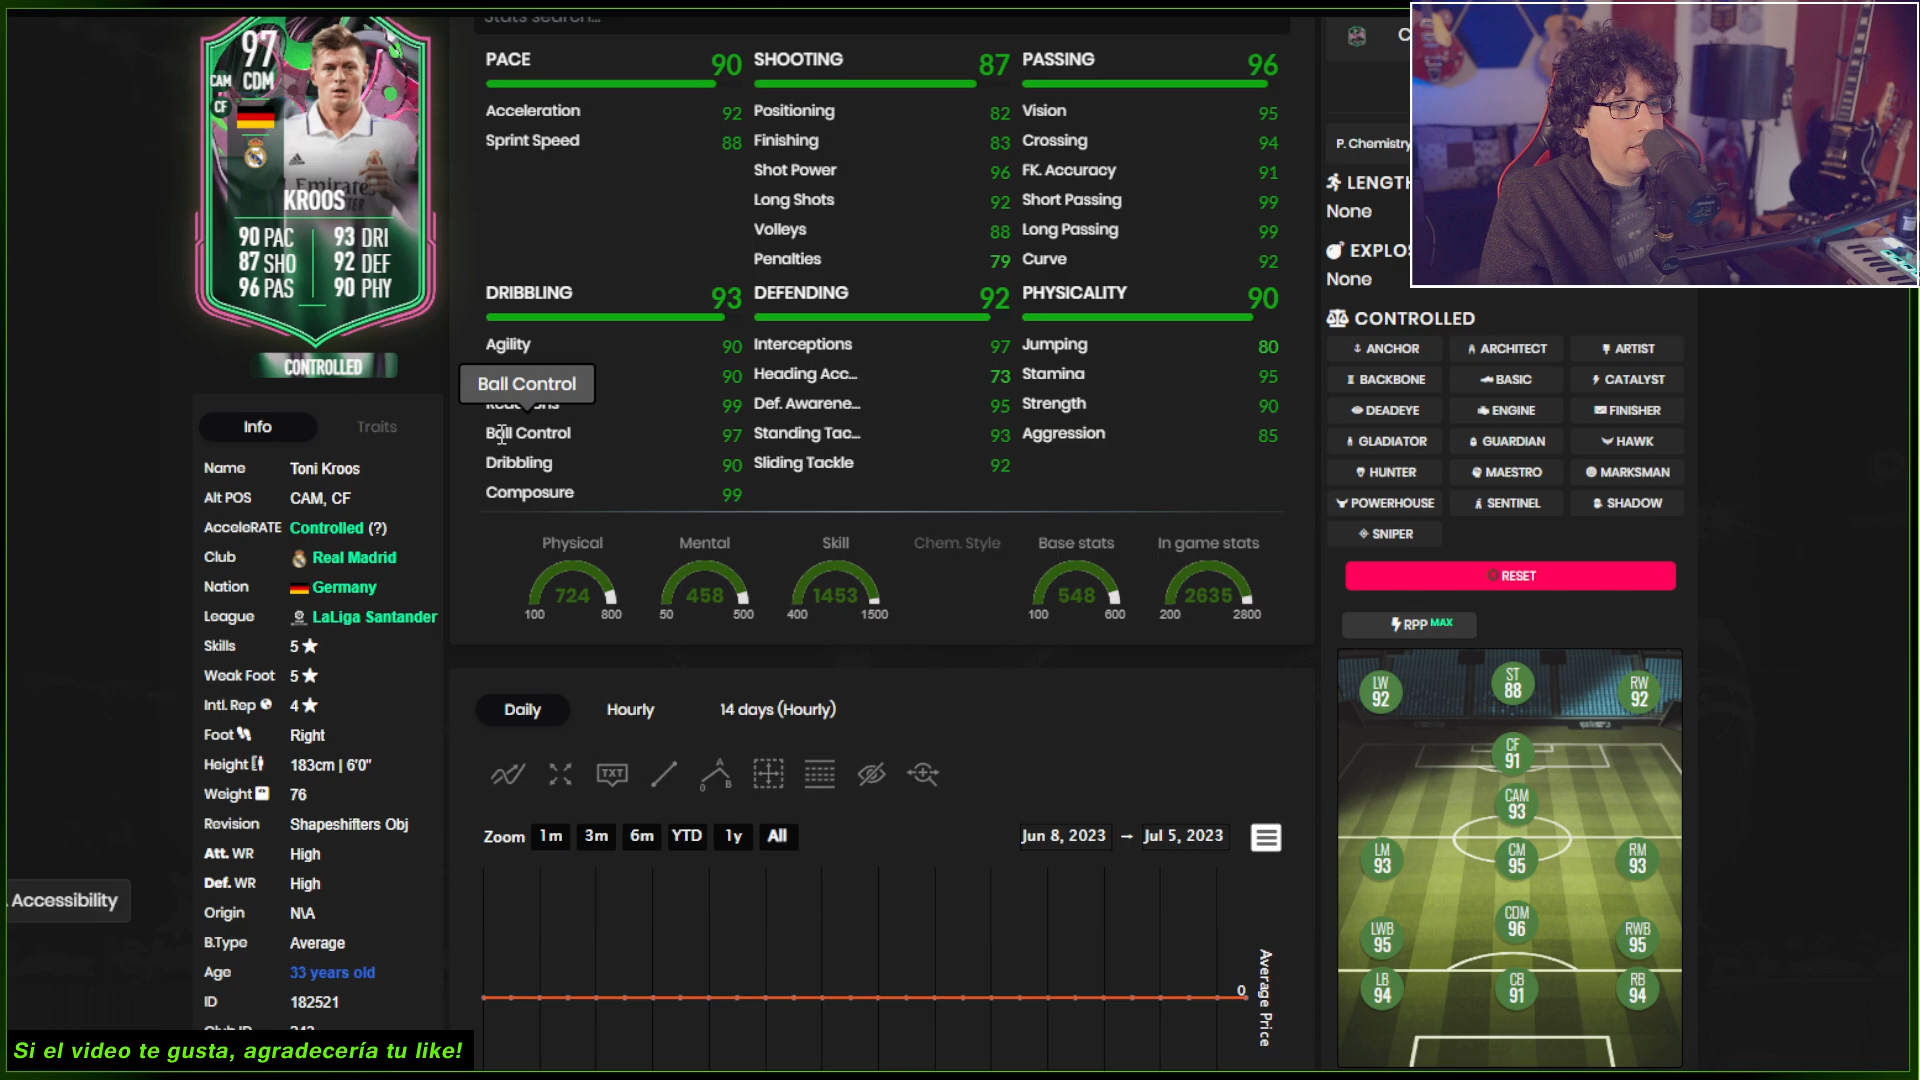 Stats search...
97
CDM
CAM
CF
Emirates
KROOS
90 PAC 93 DRI
87 SHO 92 DEF
96 PAS 90 PHY
CONTROLLED
Info Traits
Name Toni Kroos
Alt POS CAM, CF
AcceleRATE Controlled (?)
Club Real Madrid
Nation Germany
League LaLiga Santander
Skills 5
Weak Foot 5
Intl. Rep 4
Foot Right
Height 183cm | 6'0"
Weight 76
Revision Shapeshifters Obj
Att. WR High
Def. WR High
Origin N\A
B.Type Average
Age 33 years old
ID 182521
. Accessibility
Si el video te gusta, agradecería tu like!
PACE 90
Acceleration 92
Sprint Speed 88
SHOOTING 87
Positioning 82
Finishing 83
Shot Power 96
Long Shots 92
Volleys 88
Penalties 79
PASSING 96
Vision 95
Crossing 94
FK. Accuracy 91
Short Passing 99
Long Passing 99
Curve 92
DRIBBLING 93
Agility 90
Ball Control
90
99
Ball Control 97
Dribbling 90
Composure 99
DEFENDING 92
Interceptions 97
Heading Acc... 73
Def. Awarene... 95
Standing Tac... 93
Sliding Tackle 92
PHYSICALITY 90
Jumping 80
Stamina 95
Strength 90
Aggression 85
Physical Mental Skill Chem. Style Base stats In game stats
724 458 1453 548 2635
100 800 50 500 400 1500 100 600 200 2800
Daily Hourly 14 days (Hourly)
TXT
A
0 B
Zoom 1m 3m 6m YTD 1y All Jun 8, 2023 → Jul 5, 2023
0
Average Price
C
P. Chemistry
LENGTH
None
EXPLOS
None
CONTROLLED
ANCHOR ARCHITECT ARTIST
BACKBONE BASIC CATALYST
DEADEYE ENGINE FINISHER
GLADIATOR GUARDIAN HAWK
HUNTER MAESTRO MARKSMAN
POWERHOUSE SENTINEL SHADOW
SNIPER
RESET
RPP MAX
LW 92
ST 88
RW 92
CF 91
CAM 93
LM 93
CM 95
RM 93
LWB 95
CDM 96
RWB 95
LB 94
CB 91
RB 94